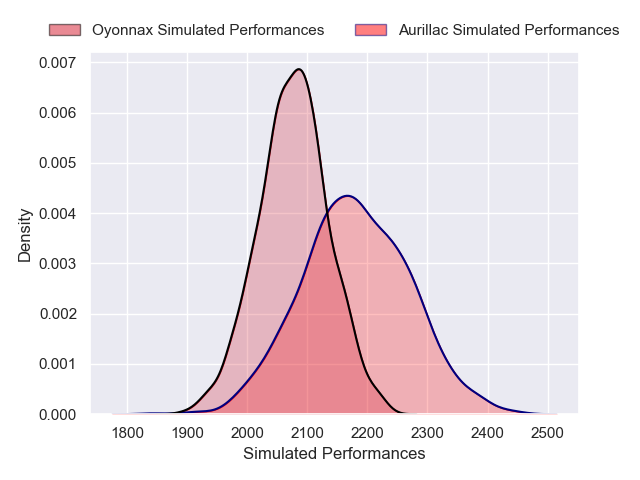 Oyonnax Simulated Performances Aurillac Simulated Performances
0.007
0.006
0.005
0.004
0.003
0.002
0.001
0.000
Density
1800 1900 2000 2100 2200 2300 2400 2500
Simulated Performances